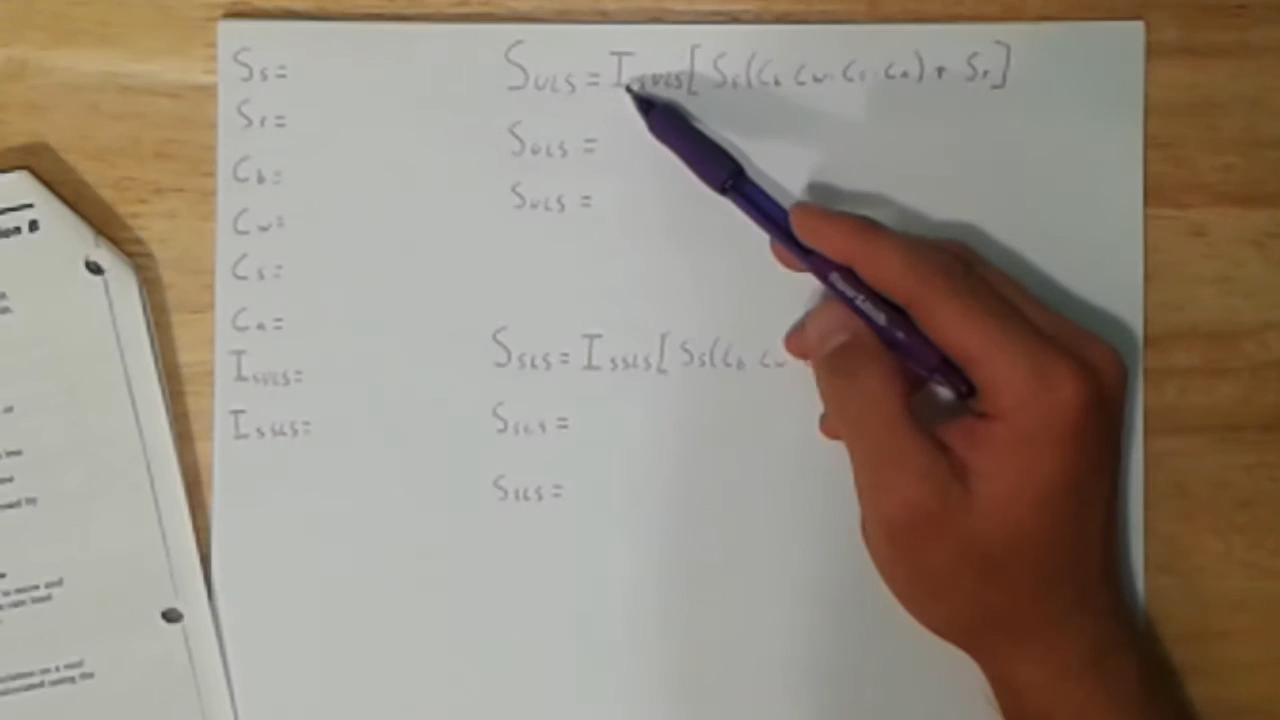 Ss=
Sr=
Cb=
Cw=
Cs=
Ca=
ISULS=
ISSLS=
SULS = ISULS[ Ss(Cb Cw · Cs · Ca) + Sr]
SULS =
SULS =
SSLS = ISSLS[ Ss(Cb Cw
SSLS =
SSLS =
ion B